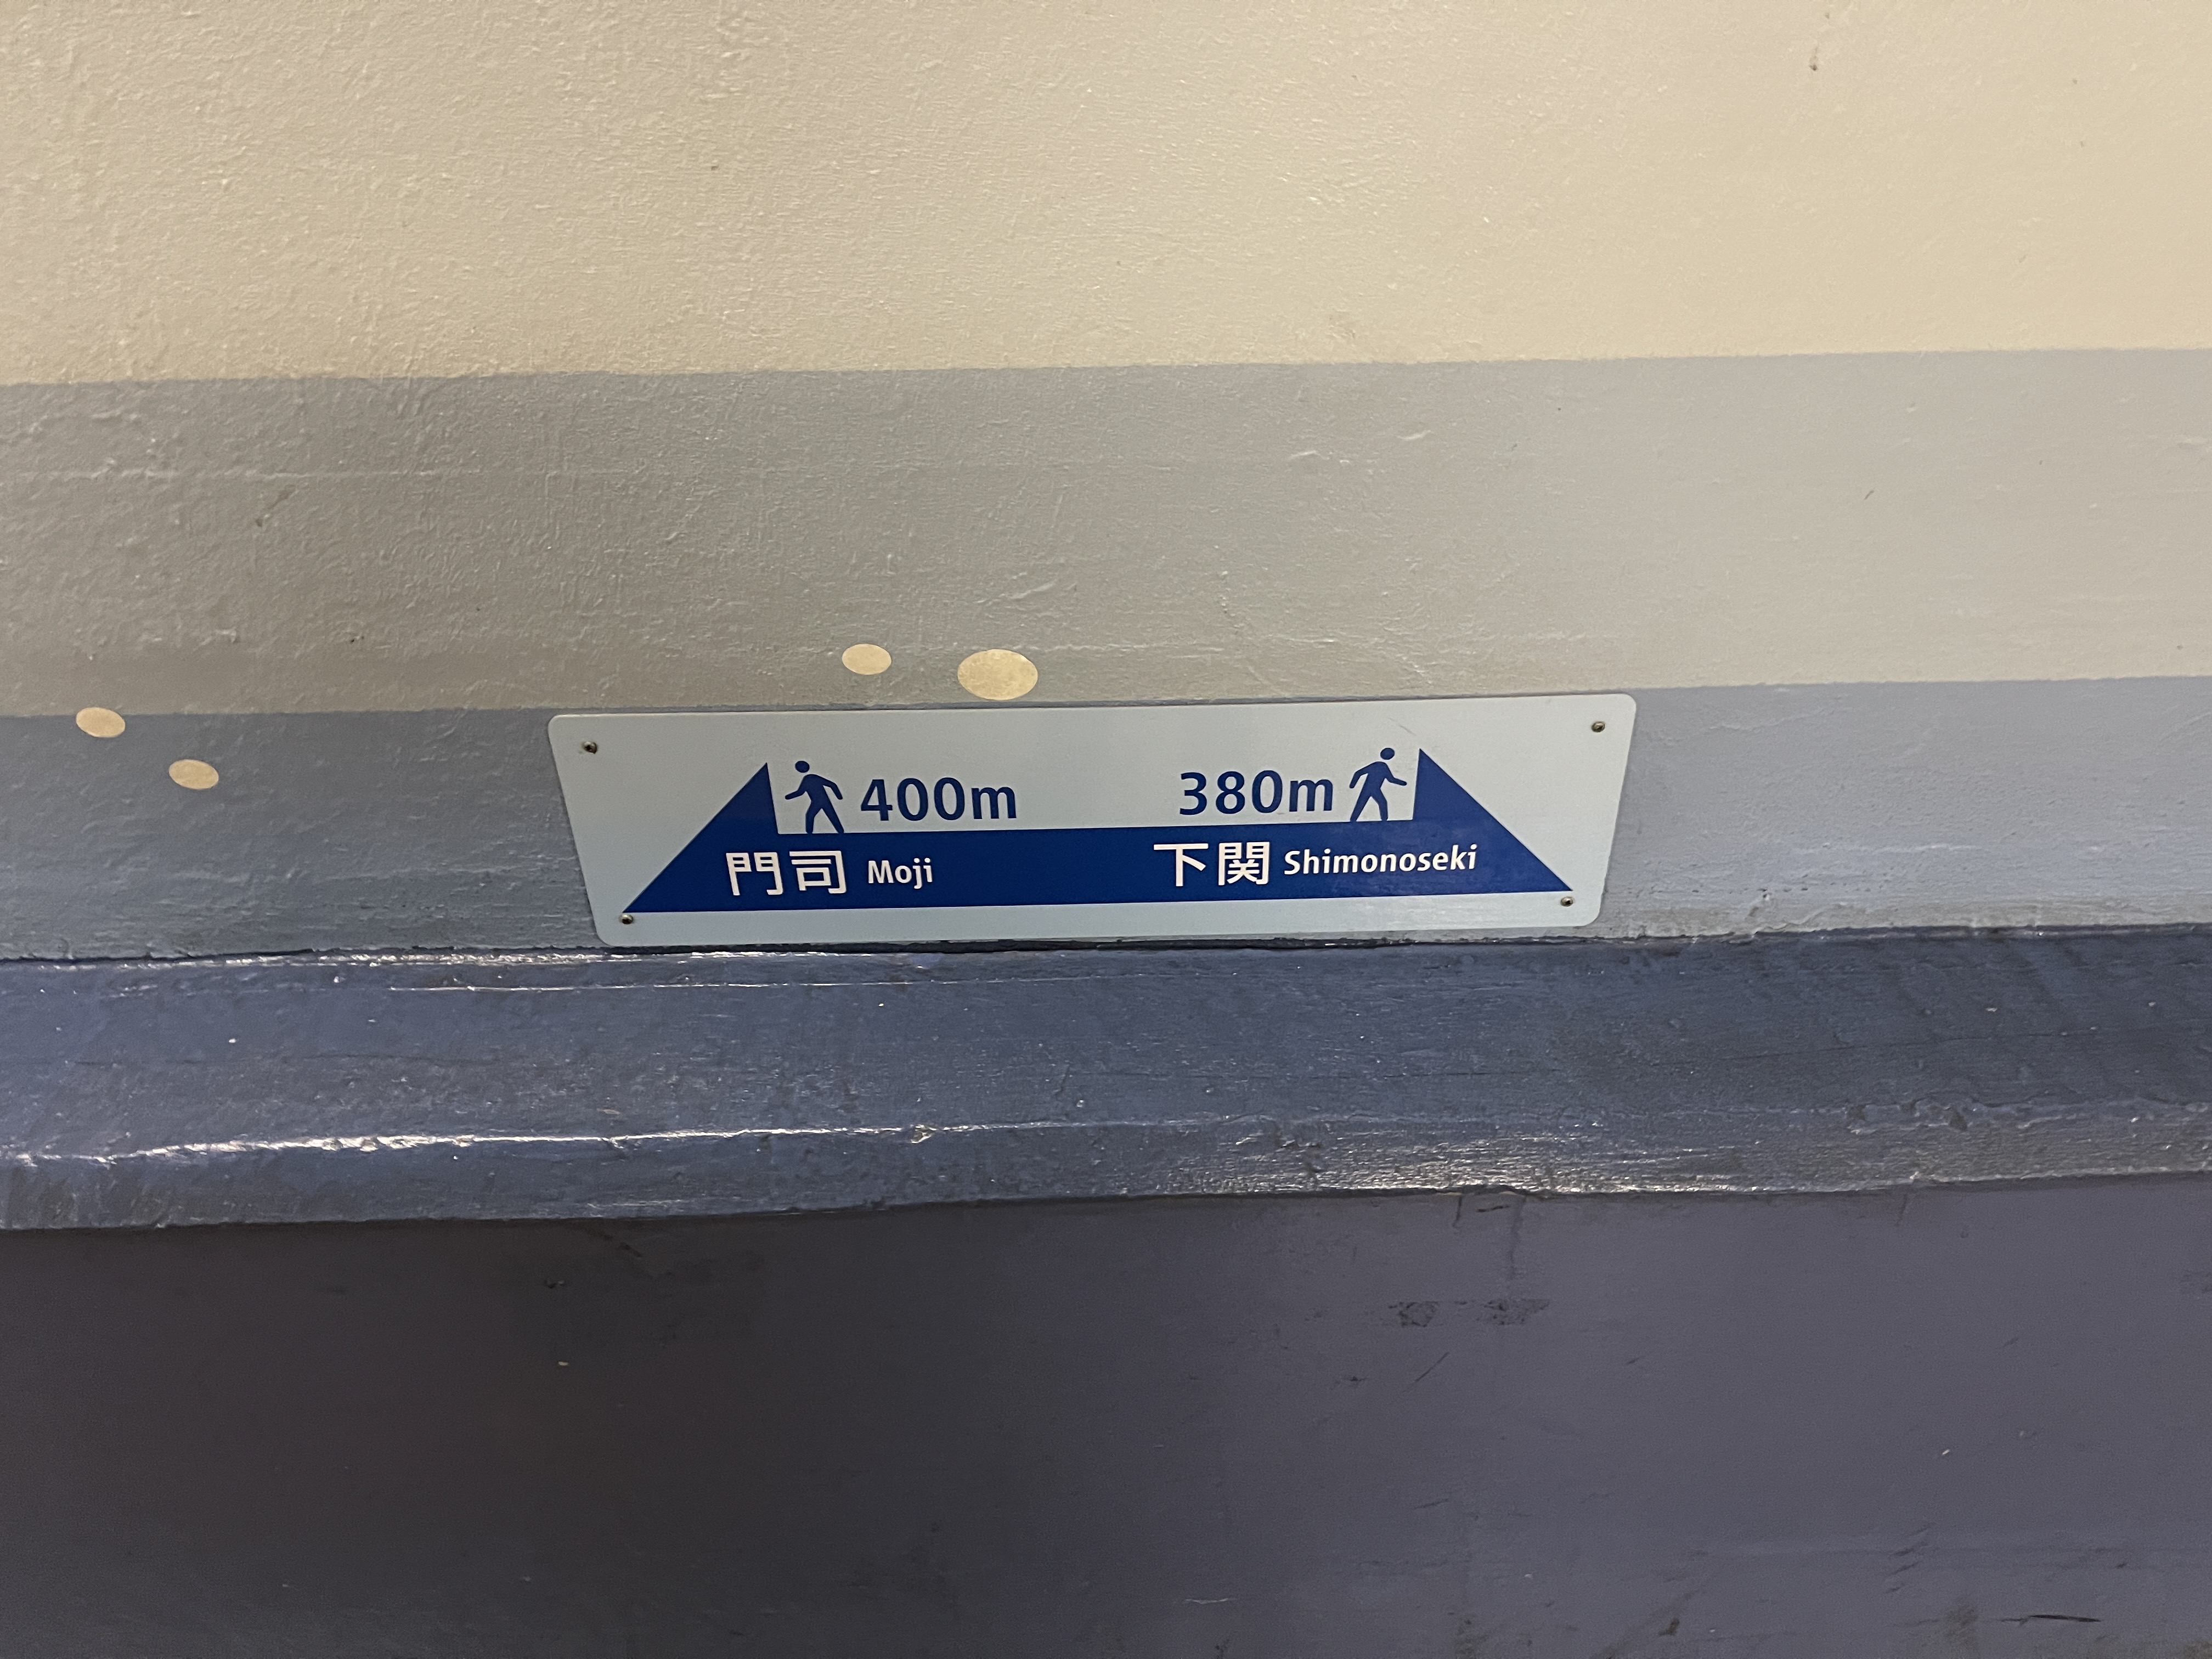 400m 380m
門司 Moji 下関 Shimonoseki